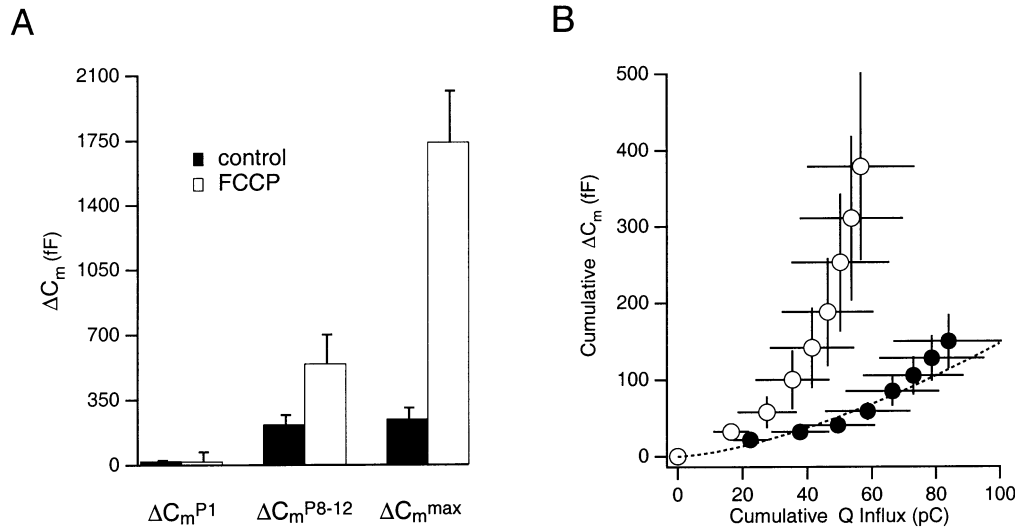 A
B
2100
1750
1400
1050
700
350
0
ΔCm (fF)
control
FCCP
ΔCmP1
ΔCmP8-12
ΔCmmax
500
400
300
200
100
0
Cumulative ΔCm (fF)
0 20 40 60 80 100
Cumulative Q Influx (pC)